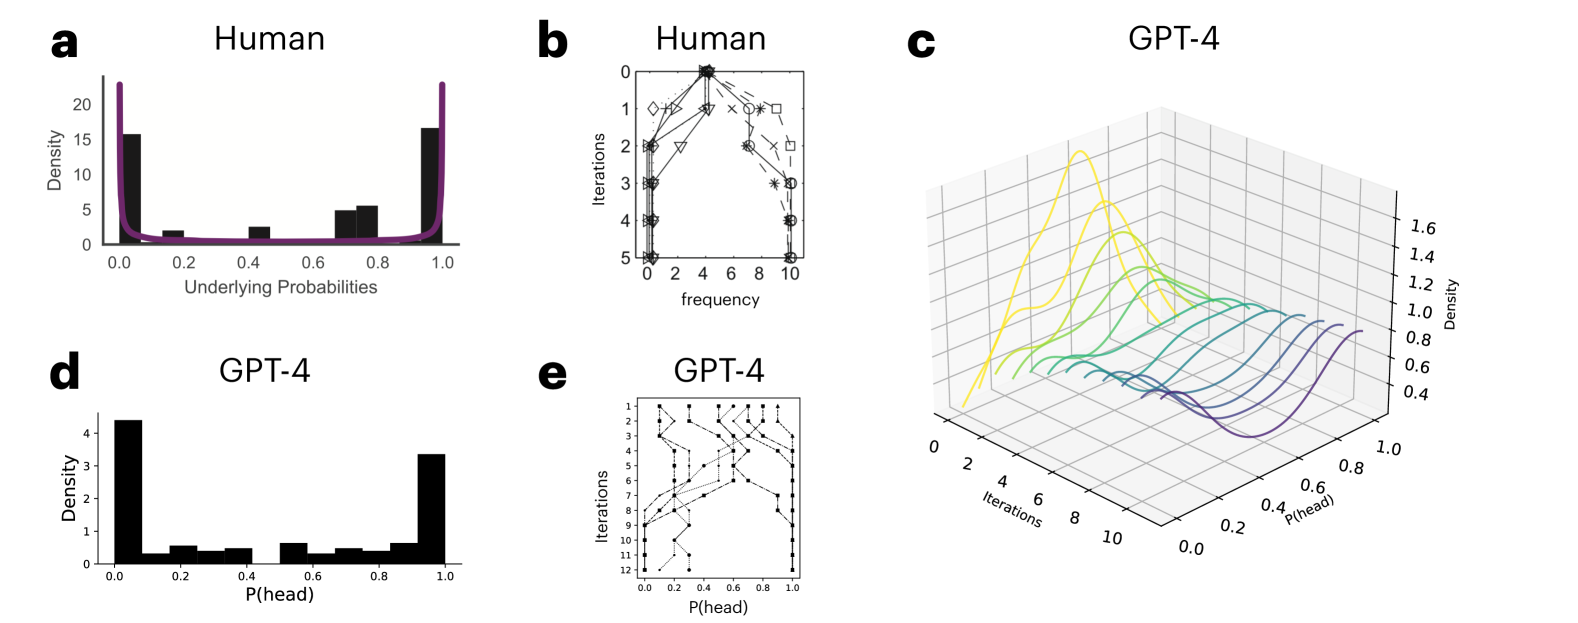 a
Human
20
15
10
5
0
Density
0.0 0.2 0.4 0.6 0.8 1.0
Underlying Probabilities
b
Human
0
1
2
3
4
5
Iterations
0 2 4 6 8 10
frequency
c
GPT-4
1.6
1.4
1.2
1.0
0.8
0.6
0.4
Density
0
2
4
6
8
10
Iterations
0.0
0.2
0.4
0.6
0.8
1.0
P(head)
d
GPT-4
4
3
2
1
0
Density
0.0 0.2 0.4 0.6 0.8 1.0
P(head)
e
GPT-4
1
2
3
4
5
6
7
8
9
10
11
12
Iterations
0.0 0.2 0.4 0.6 0.8 1.0
P(head)